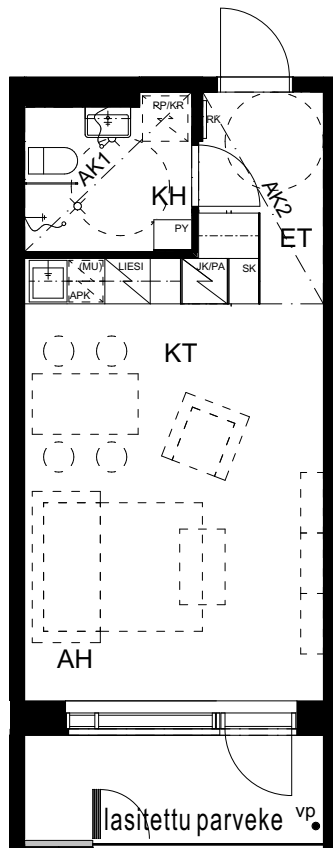 RP/KR
RK
AK1
AK2
KH
PY
ET
(MU)
LIESI
JK/PA
SK
APK
KT
AH
lasitettu parveke
vp